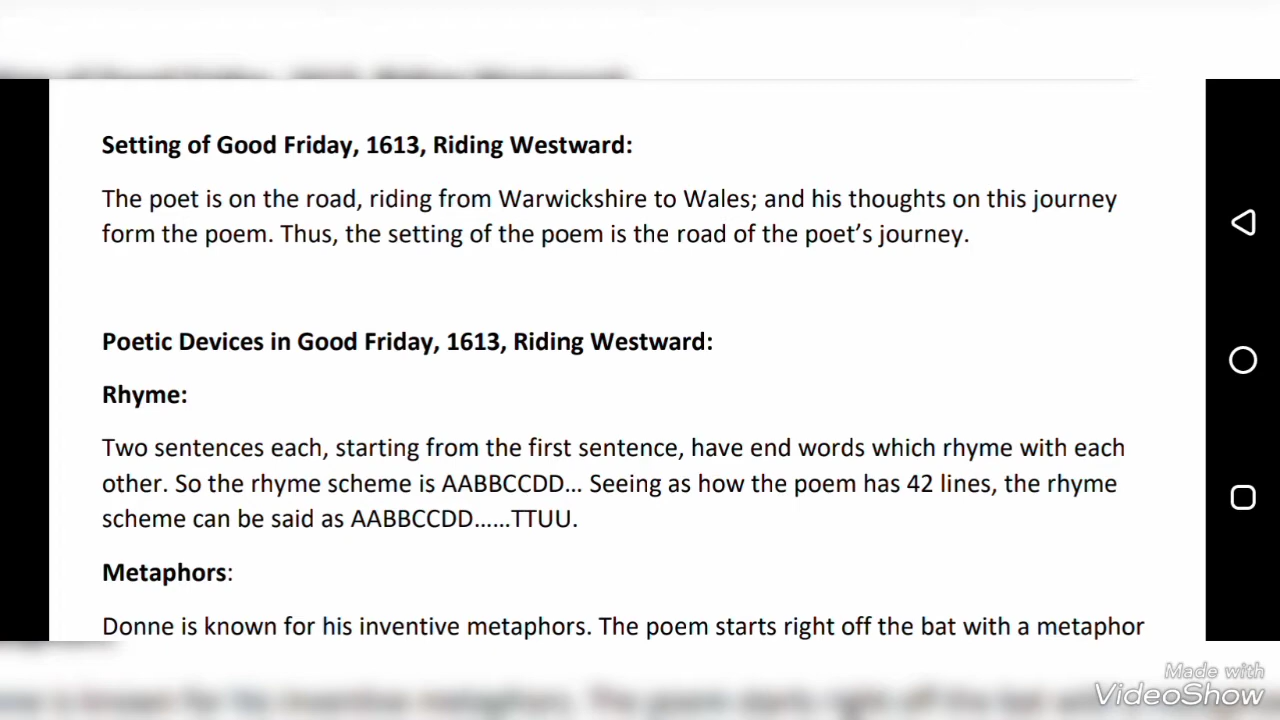 Setting of Good Friday, 1613, Riding Westward:
The poet is on the road, riding from Warwickshire to Wales; and his thoughts on this journey
form the poem. Thus, the setting of the poem is the road of the poet’s journey.
Poetic Devices in Good Friday, 1613, Riding Westward:
Rhyme:
Two sentences each, starting from the first sentence, have end words which rhyme with each
other. So the rhyme scheme is AABBCCDD... Seeing as how the poem has 42 lines, the rhyme
scheme can be said as AABBCCDD......TTUU.
Metaphors:
Donne is known for his inventive metaphors. The poem starts right off the bat with a metaphor
Made with
VideoShow